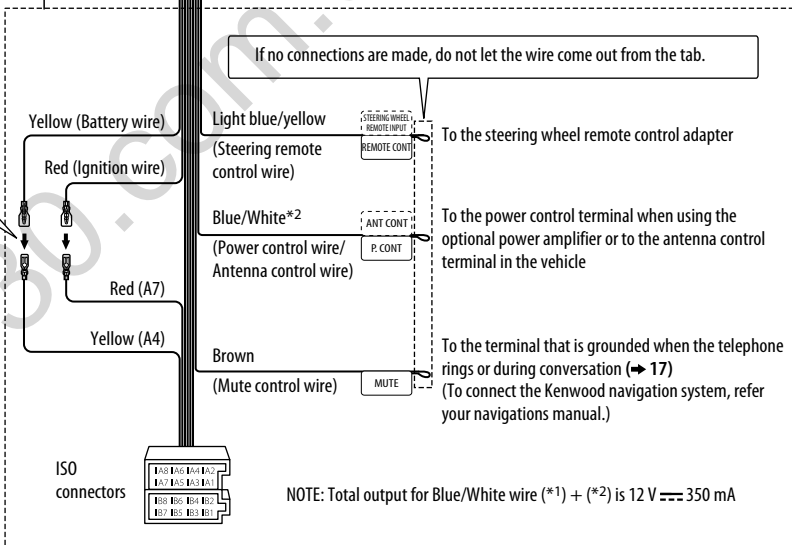 If no connections are made, do not let the wire come out from the tab.
Yellow (Battery wire)
Light blue/yellow
STEERING WHEEL
REMOTE INPUT
REMOTE CONT
To the steering wheel remote control adapter
(Steering remote
control wire)
Red (Ignition wire)
Blue/White*2
ANT CONT
P. CONT
(Power control wire/
Antenna control wire)
To the power control terminal when using the
optional power amplifier or to the antenna control
terminal in the vehicle
Red (A7)
Yellow (A4)
Brown
(Mute control wire)
MUTE
To the terminal that is grounded when the telephone
rings or during conversation (➜ 17)
(To connect the Kenwood navigation system, refer
your navigations manual.)
ISO
connectors
A8 A6 A4 A2
A7 A5 A3 A1
B8 B6 B4 B2
B7 B5 B3 B1
NOTE: Total output for Blue/White wire (*1) + (*2) is 12 V ⎓ 350 mA
30.com.